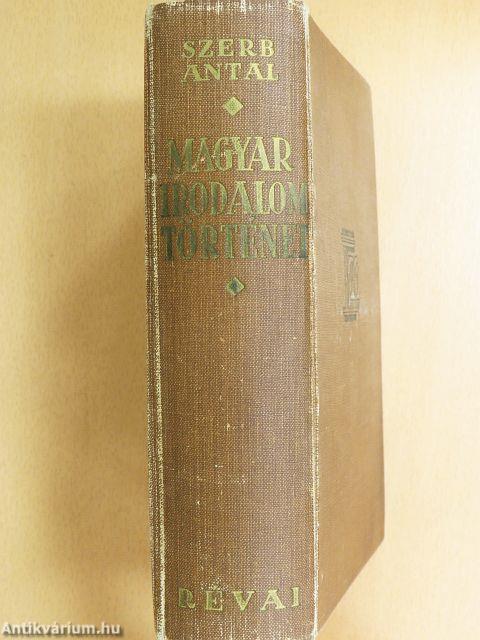 SZERB
ANTAL
MAGYAR
IRODALOM
TÖRTÉNET
RÉVAI
Antikvárium.hu